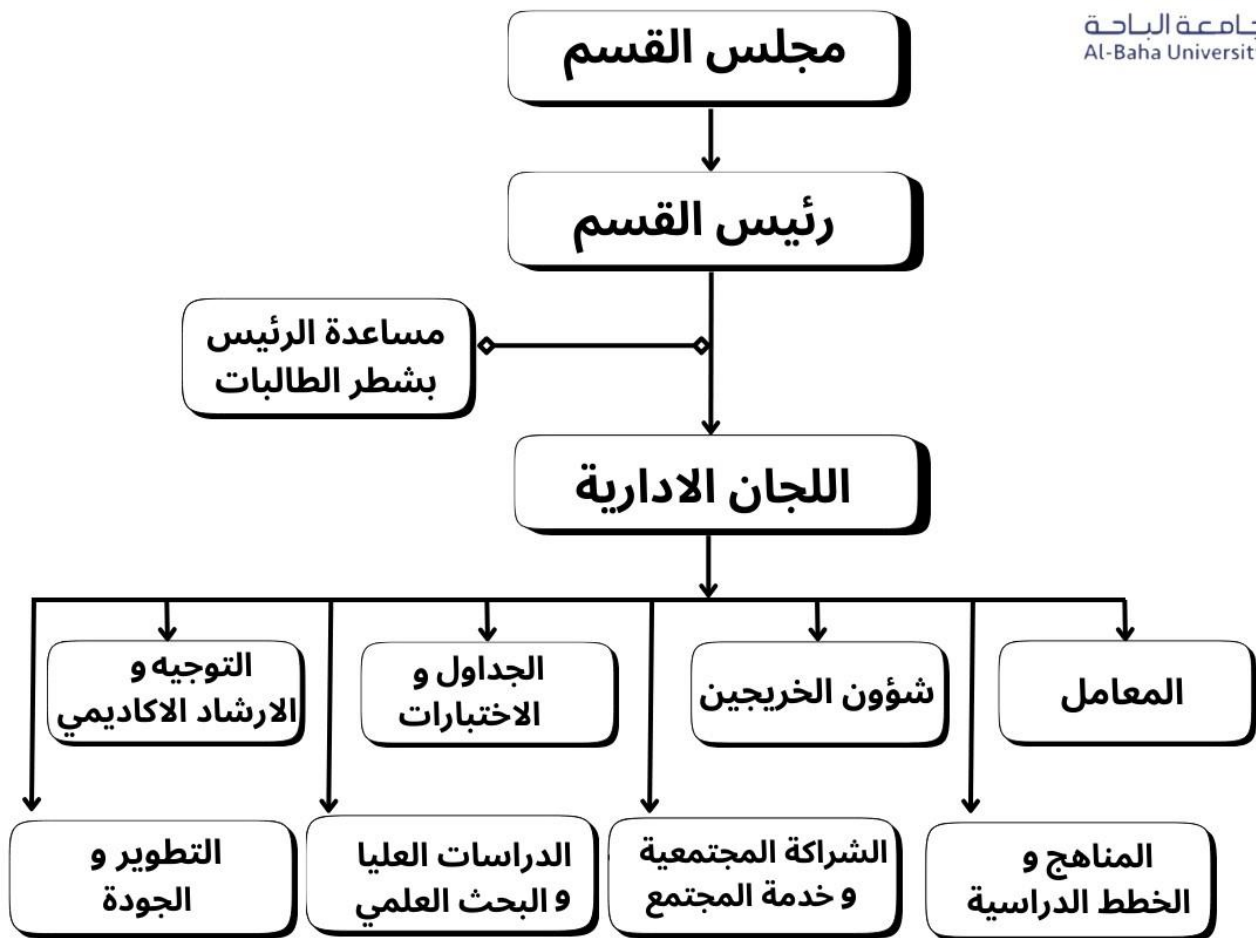 جامعة الباحة
Al-Baha Universit
مجلس القسم
رئيس القسم
مساعدة الرئيس
بشطر الطالبات
اللجان الادارية
المعامل
شؤون الخريجين
الجداول و
الاختبارات
التوجيه و
الارشاد الاكاديمي
المناهج و
الخطط الدراسية
الشراكة المجتمعية
و خدمة المجتمع
الدراسات العليا
و البحث العلمي
التطوير و
الجودة